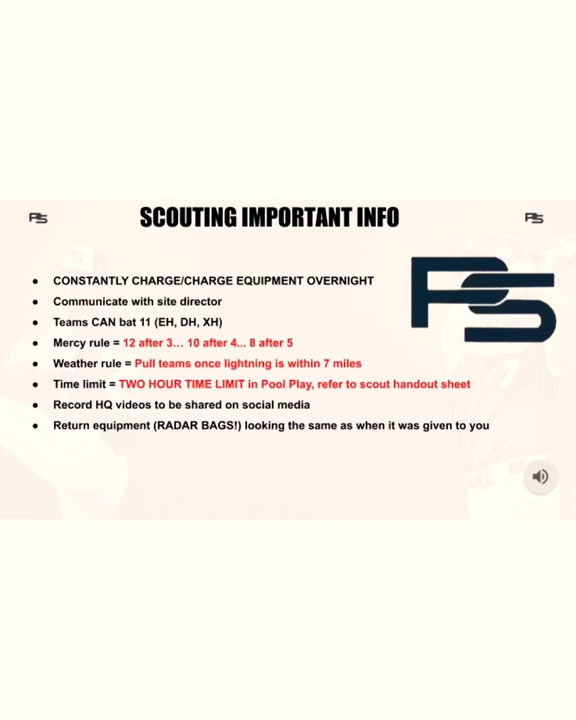 PS
SCOUTING IMPORTANT INFO
PS
PS
● CONSTANTLY CHARGE/CHARGE EQUIPMENT OVERNIGHT
● Communicate with site director
● Teams CAN bat 11 (EH, DH, XH)
● Mercy rule = 12 after 3... 10 after 4... 8 after 5
● Weather rule = Pull teams once lightning is within 7 miles
● Time limit = TWO HOUR TIME LIMIT in Pool Play, refer to scout handout sheet
● Record HQ videos to be shared on social media
● Return equipment (RADAR BAGS!) looking the same as when it was given to you